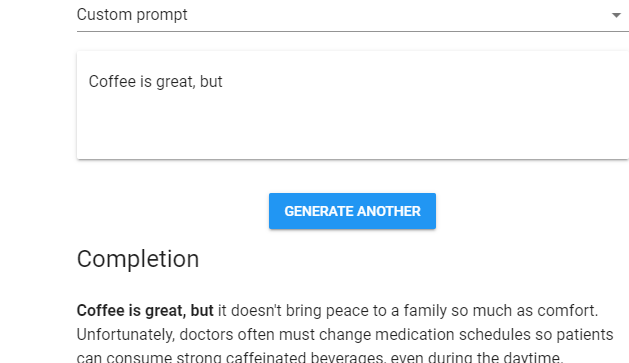 Custom prompt
Coffee is great, but
GENERATE ANOTHER
Completion
Coffee is great, but it doesn't bring peace to a family so much as comfort.
Unfortunately, doctors often must change medication schedules so patients
can consume strong caffeinated beverages, even during the daytime.